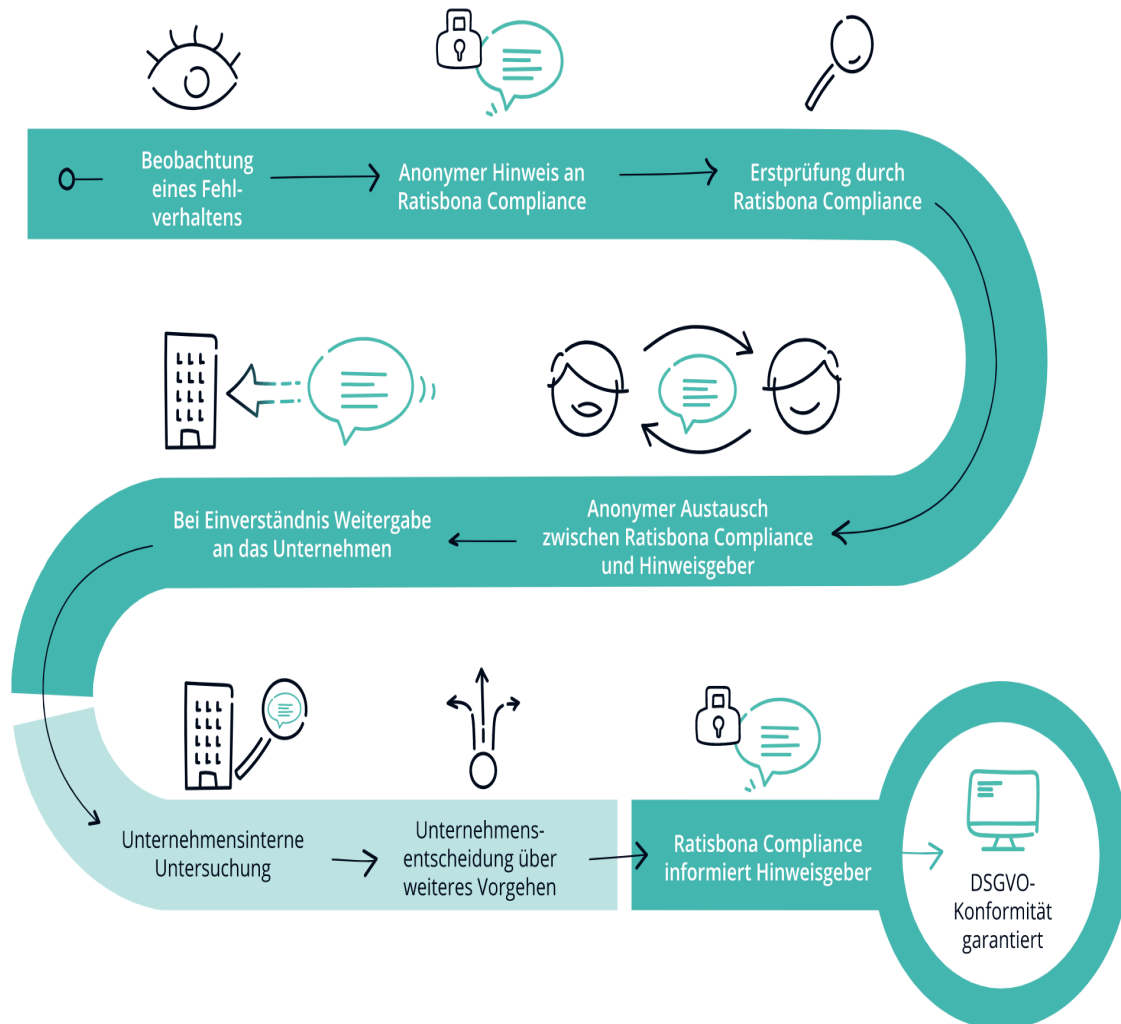 Beobachtung
eines Fehl-
verhaltens
Anonymer Hinweis an
Ratisbona Compliance
Erstprüfung durch
Ratisbona Compliance
Anonymer Austausch
zwischen Ratisbona Compliance
und Hinweisgeber
Bei Einverständnis Weitergabe
an das Unternehmen
Unternehmensinterne
Untersuchung
Unternehmens-
entscheidung über
weiteres Vorgehen
Ratisbona Compliance
informiert Hinweisgeber
DSGVO-
Konformität
garantiert